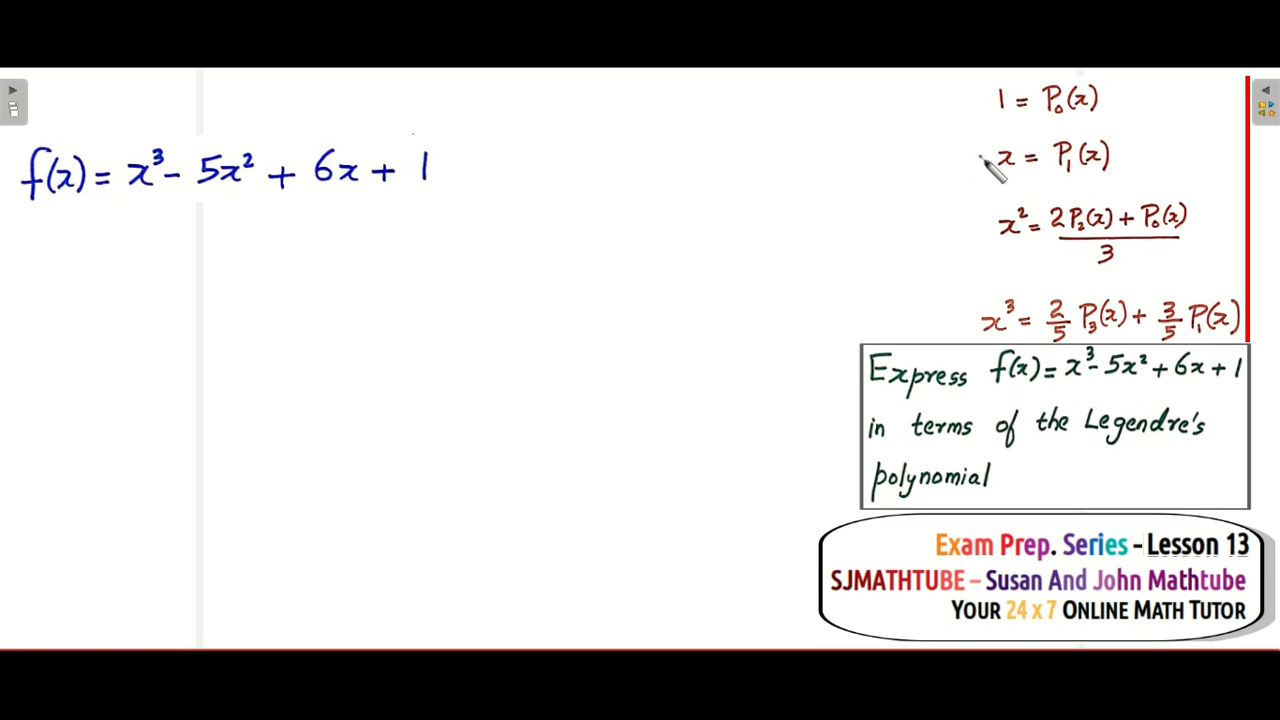 f(x) = x³ - 5x² + 6x + 1
1 = P₀(x)
x = P₁(x)
x² = 2P₂(x) + P₀(x)
3
x³ = 2/5 P₃(x) + 3/5 P₁(x)
Express f(x) = x³ - 5x² + 6x + 1
in terms of the Legendre's
polynomial
Exam Prep. Series – Lesson 13
SJMATHTUBE – Susan And John Mathtube
YOUR 24 x 7 ONLINE MATH TUTOR